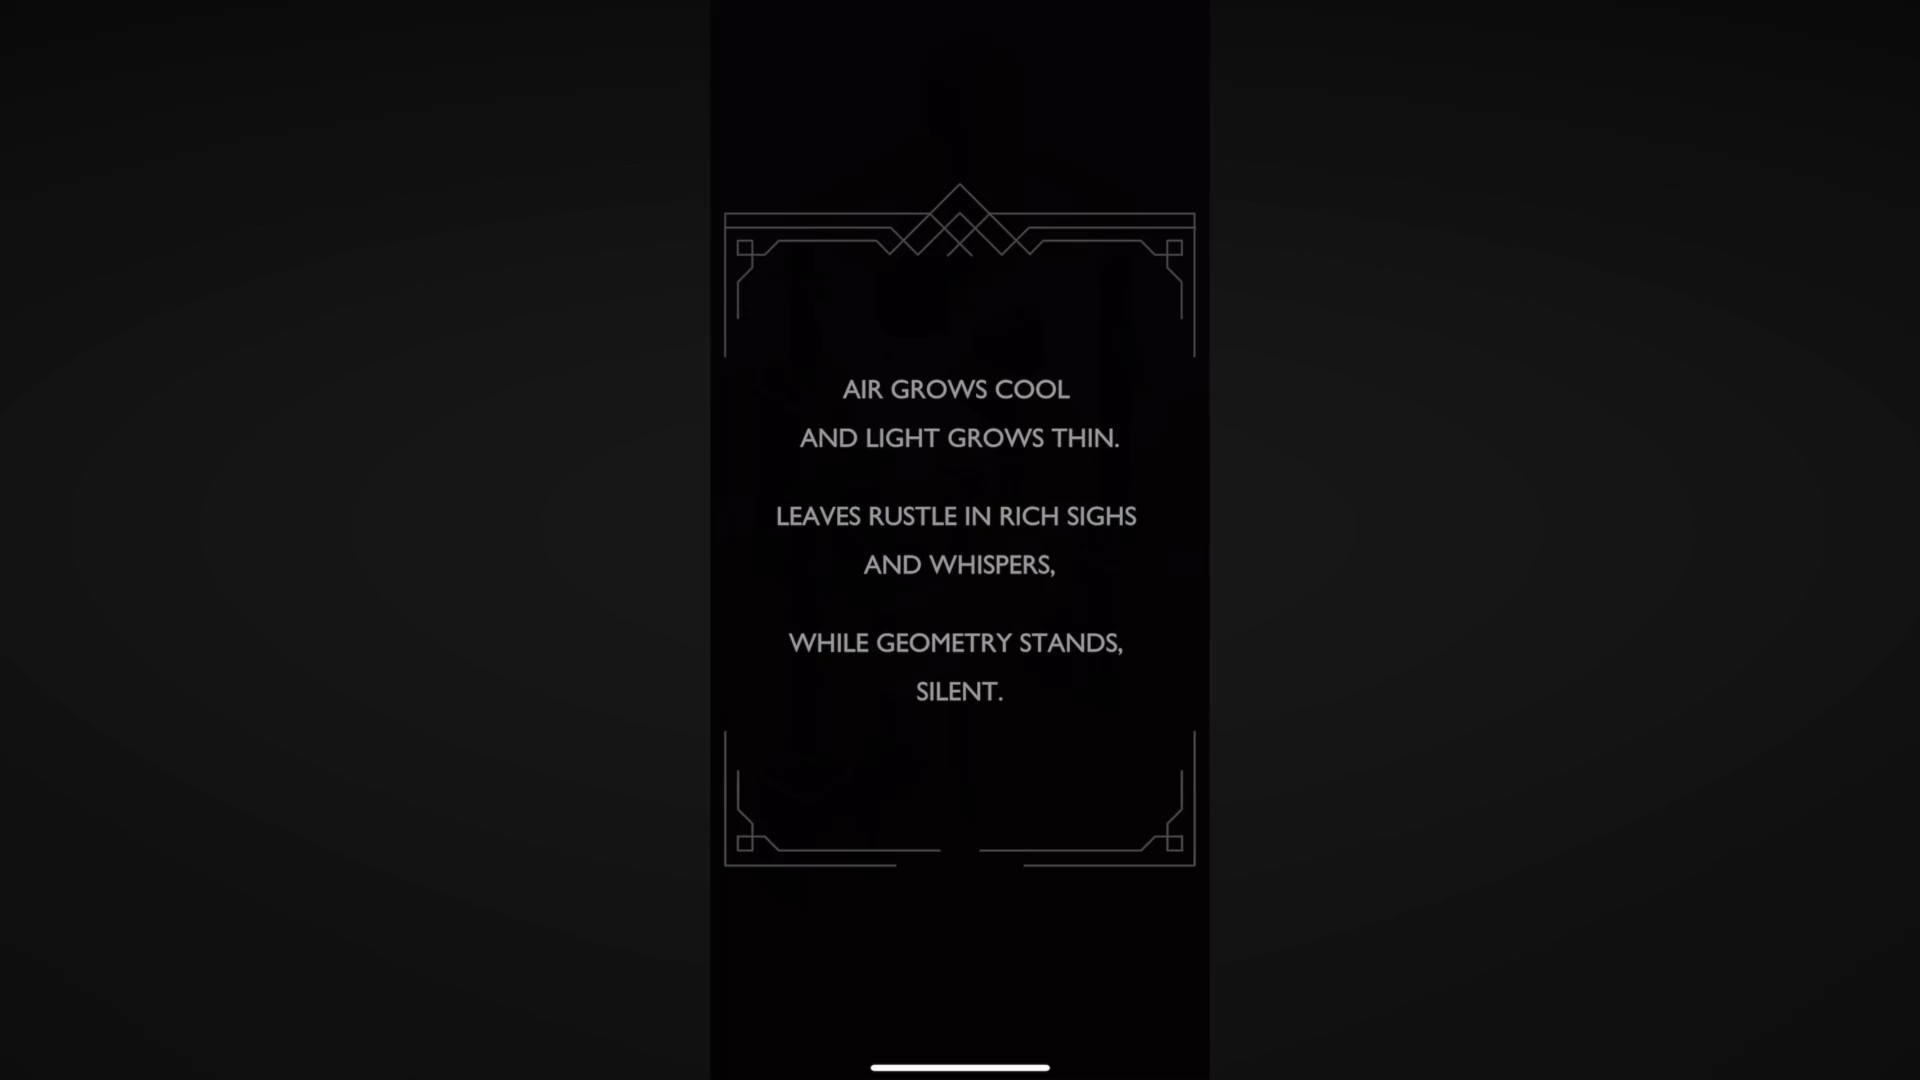 AIR GROWS COOL
AND LIGHT GROWS THIN.
LEAVES RUSTLE IN RICH SIGHS
AND WHISPERS,
WHILE GEOMETRY STANDS,
SILENT.